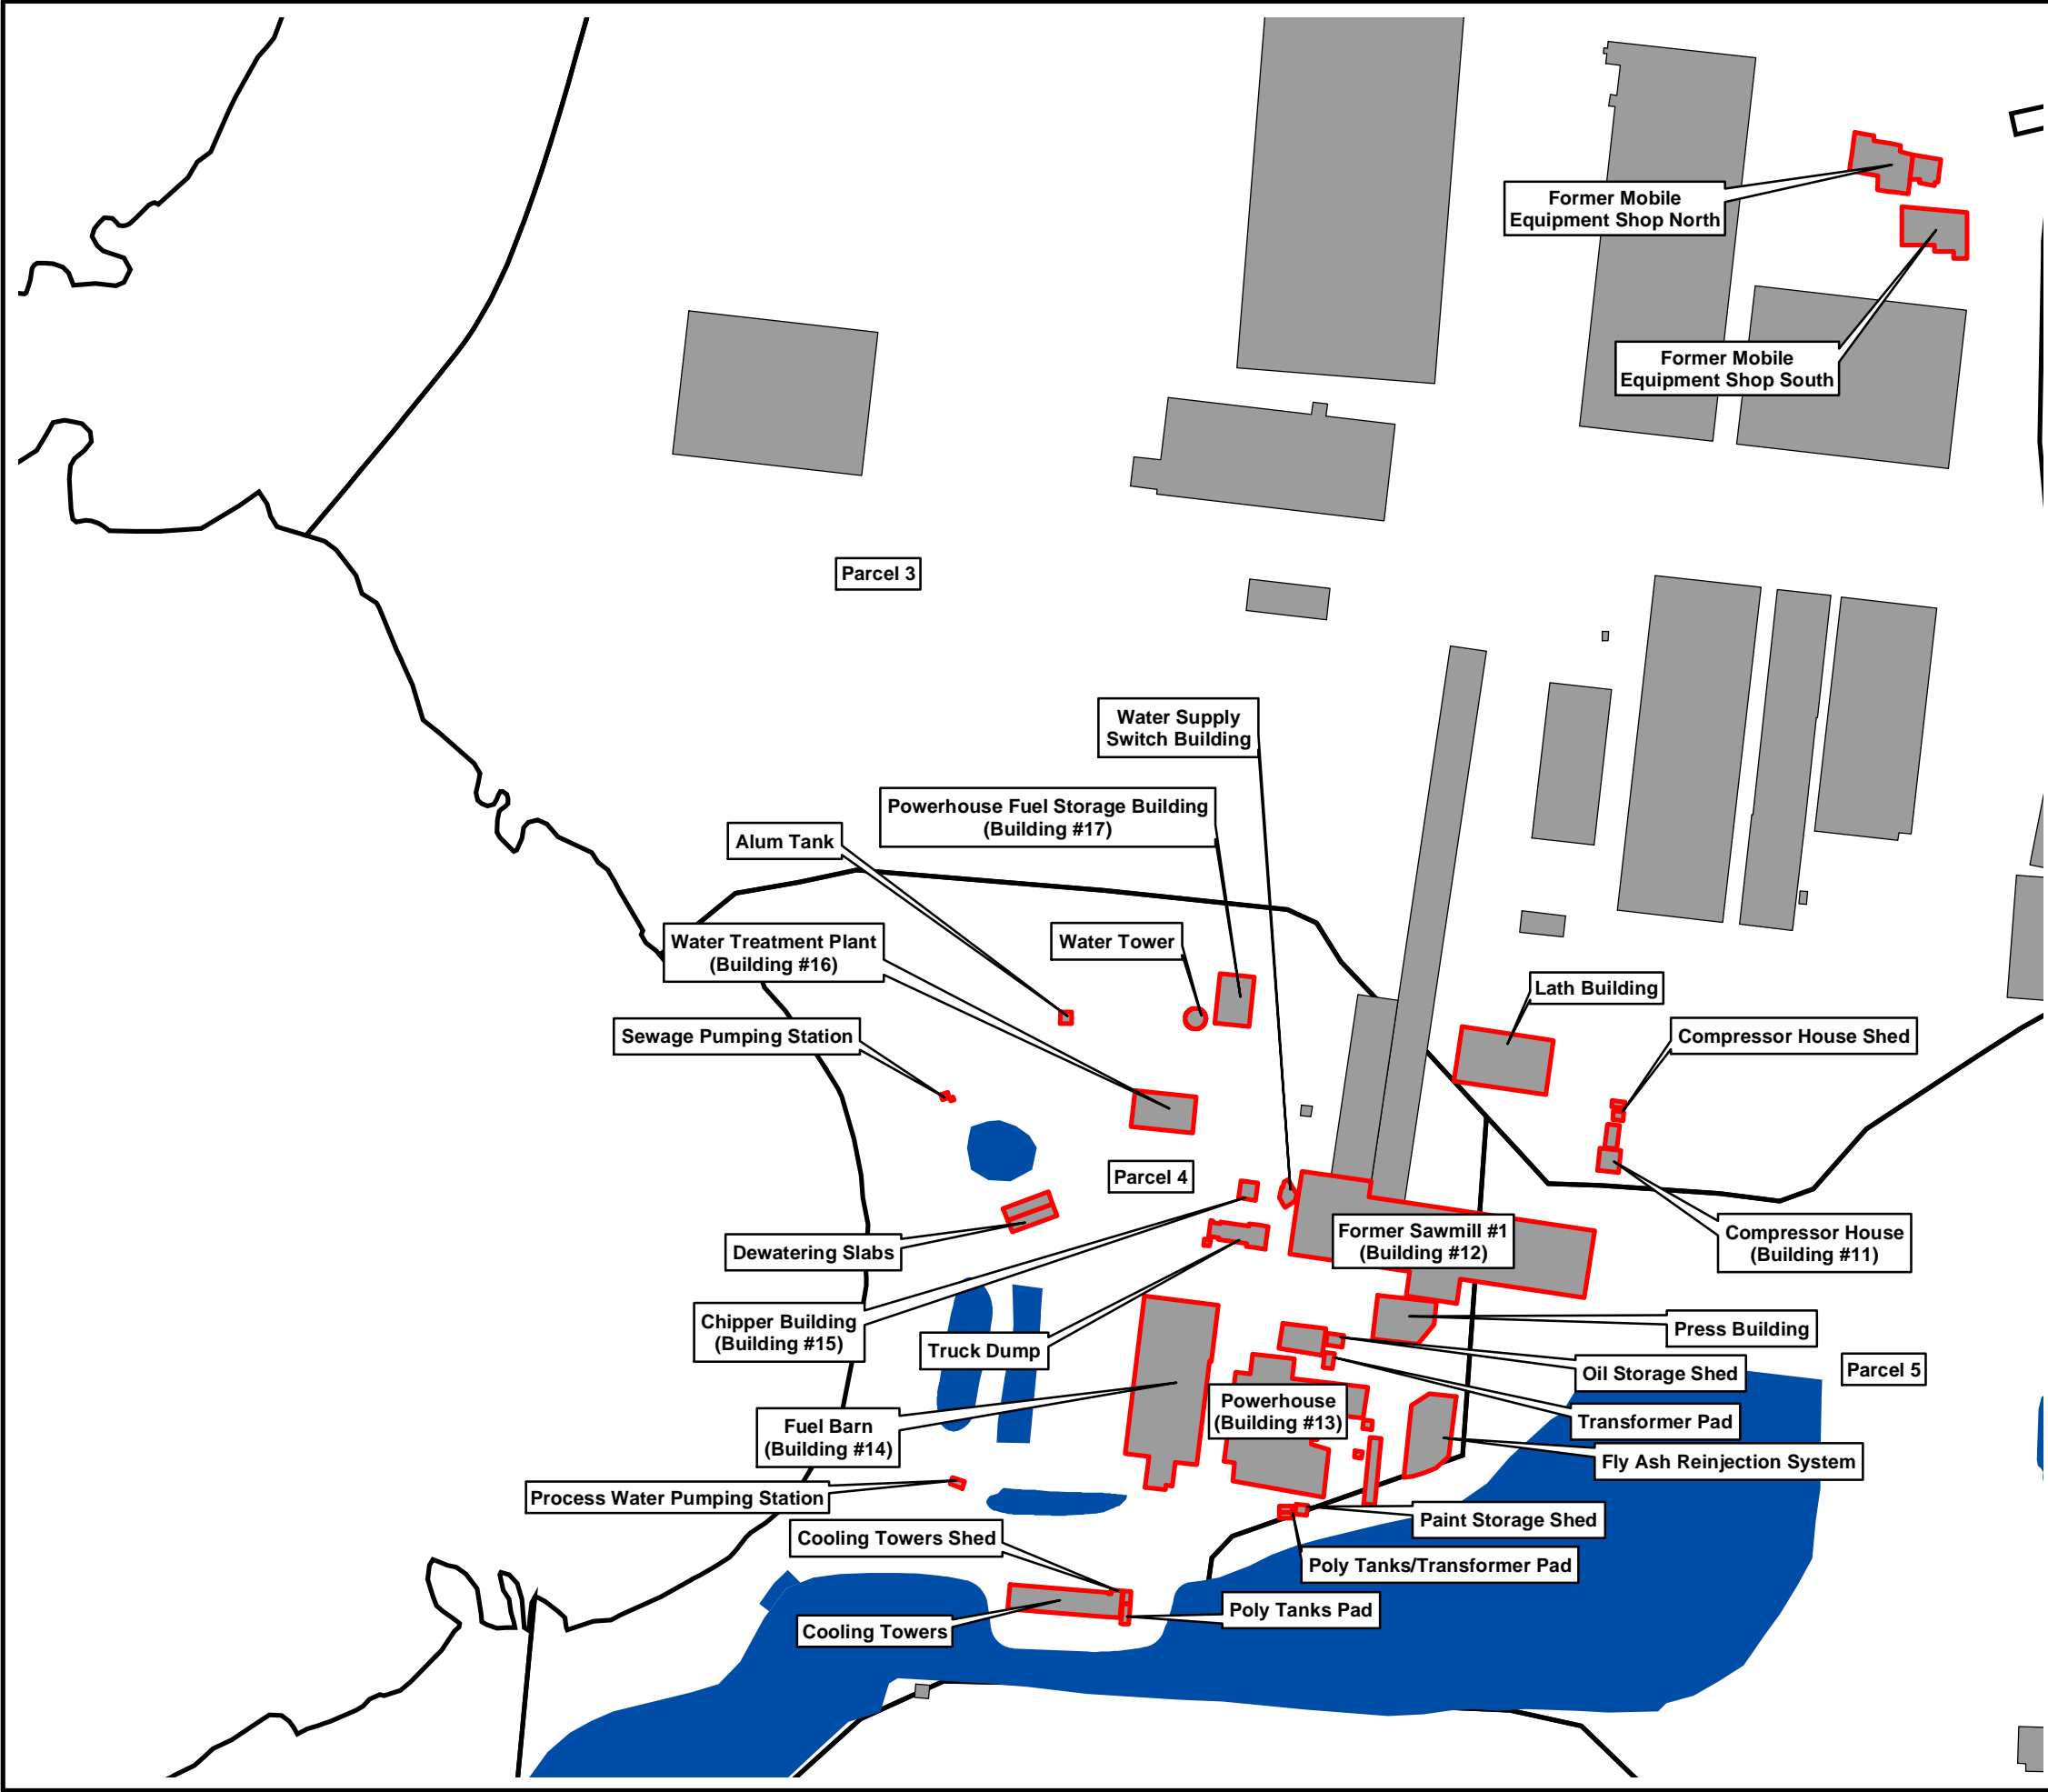 Former Mobile
Equipment Shop North
Former Mobile
Equipment Shop South
Parcel 3
Water Supply
Switch Building
Powerhouse Fuel Storage Building
(Building #17)
Alum Tank
Water Treatment Plant
(Building #16)
Water Tower
Lath Building
Sewage Pumping Station
Compressor House Shed
Parcel 4
Dewatering Slabs
Former Sawmill #1
(Building #12)
Compressor House
(Building #11)
Chipper Building
(Building #15)
Truck Dump
Press Building
Oil Storage Shed
Parcel 5
Powerhouse
(Building #13)
Transformer Pad
Fuel Barn
(Building #14)
Fly Ash Reinjection System
Process Water Pumping Station
Paint Storage Shed
Cooling Towers Shed
Poly Tanks/Transformer Pad
Poly Tanks Pad
Cooling Towers